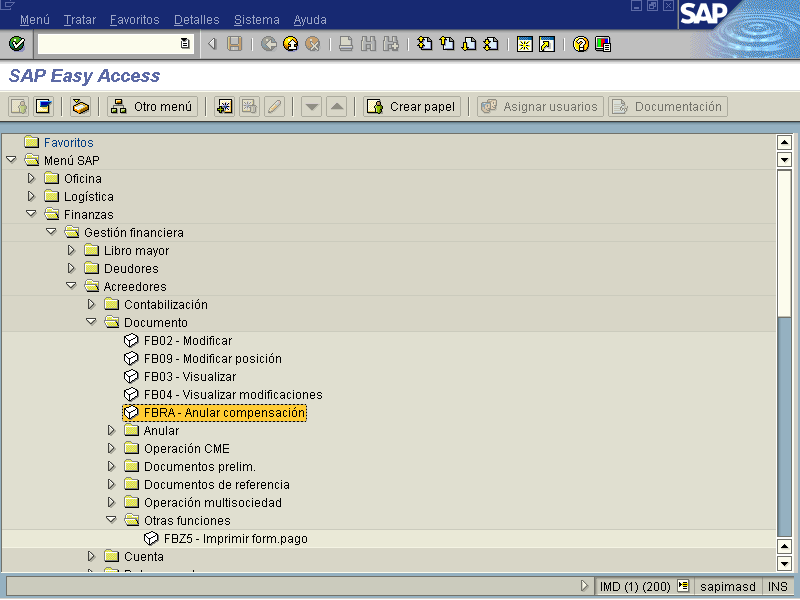 Menú Tratar Favoritos Detalles Sistema Ayuda
SAP
SAP Easy Access
Otro menú Crear papel Asignar usuarios Documentación
Favoritos
Menú SAP
Oficina
Logística
Finanzas
Gestión financiera
Libro mayor
Deudores
Acreedores
Contabilización
Documento
FB02 - Modificar
FB09 - Modificar posición
FB03 - Visualizar
FB04 - Visualizar modificaciones
FBRA - Anular compensación
Anular
Operación CME
Documentos prelim.
Documentos de referencia
Operación multisociedad
Otras funciones
FBZ5 - Imprimir form.pago
Cuenta
IMD (1) (200) sapimasd INS